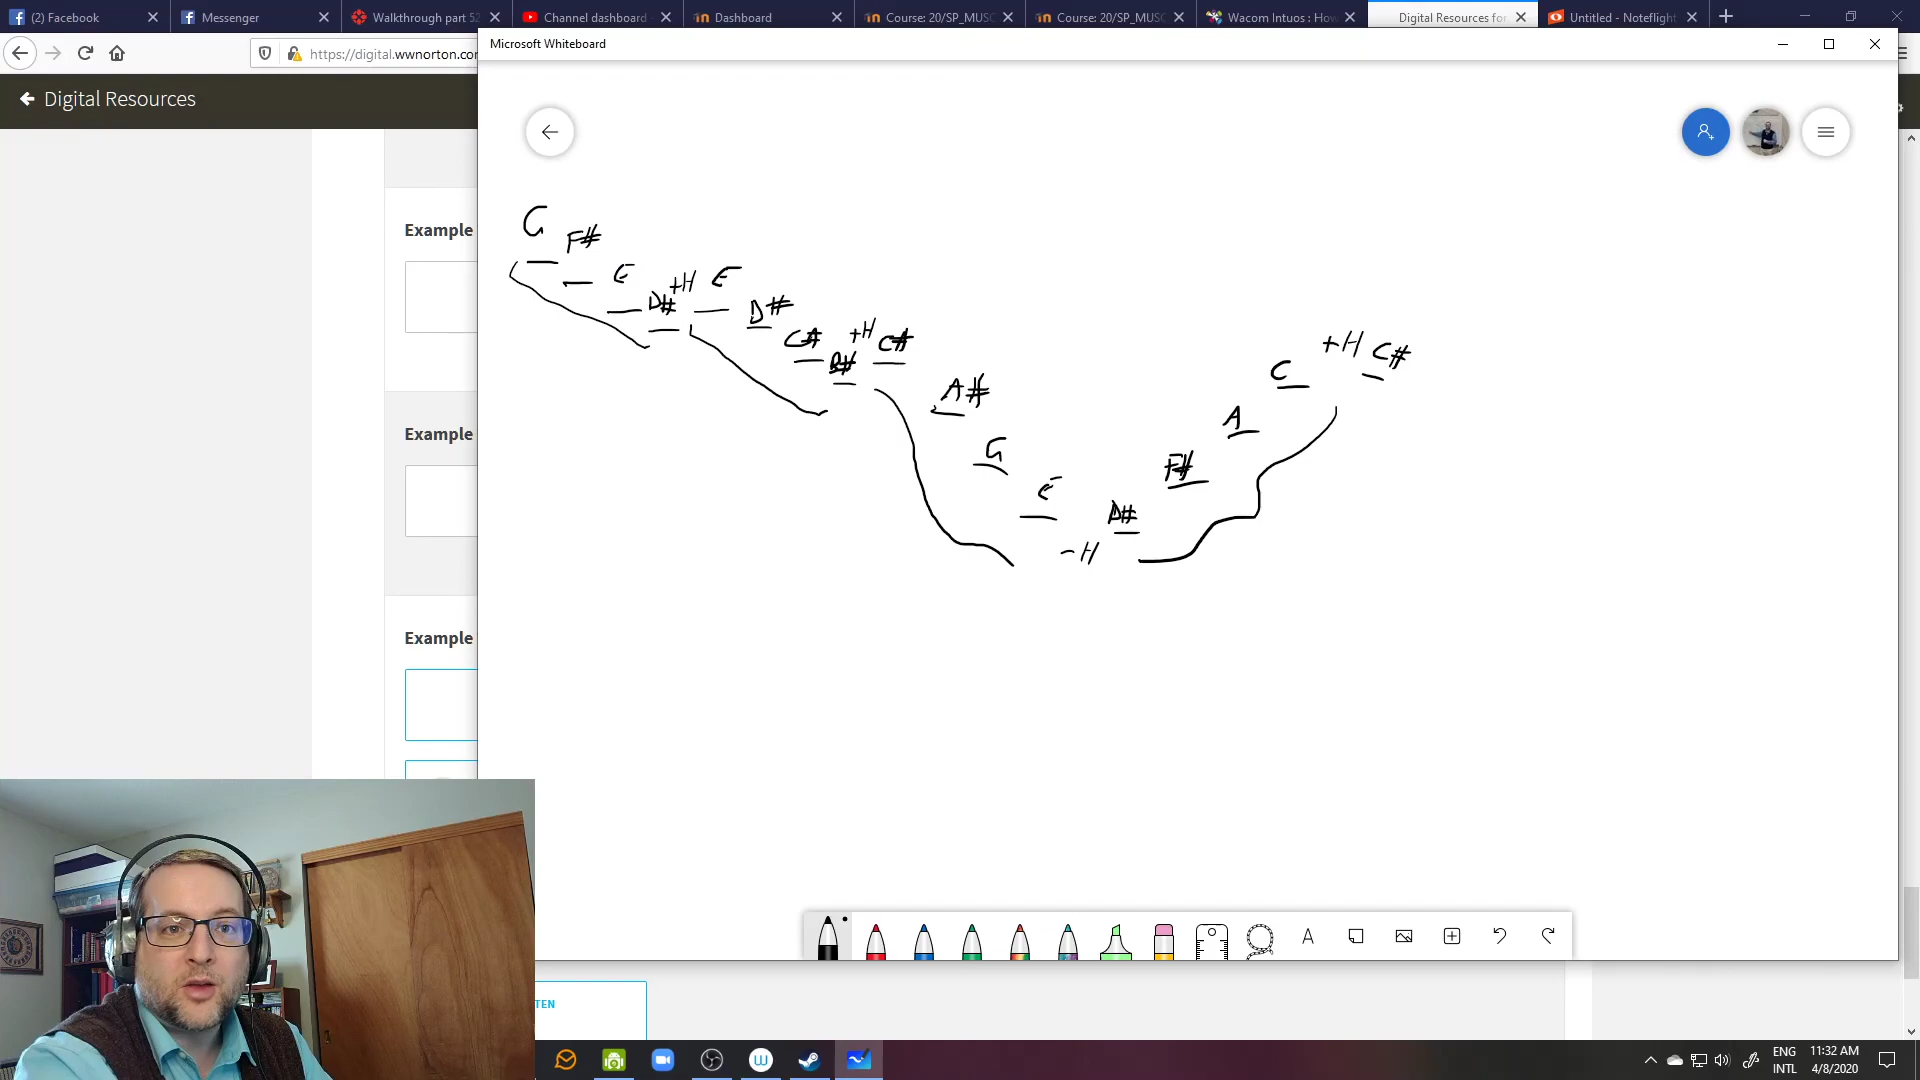 (2) Facebook
Messenger
Walkthrough part 52
Channel dashboard
Dashboard
Course: 20/SP_MUSC
Course: 20/SP_MUSC
Wacom Intuos : How
Digital Resources for
Untitled - Noteflight
https://digital.wwnorton.co
Microsoft Whiteboard
Digital Resources
Example
Example
Example
G F# E D# +H E D# C# B# +H C# A# G E -H D# F# A C +H C#
A
TEN
ENG
INTL
11:32 AM
4/8/2020